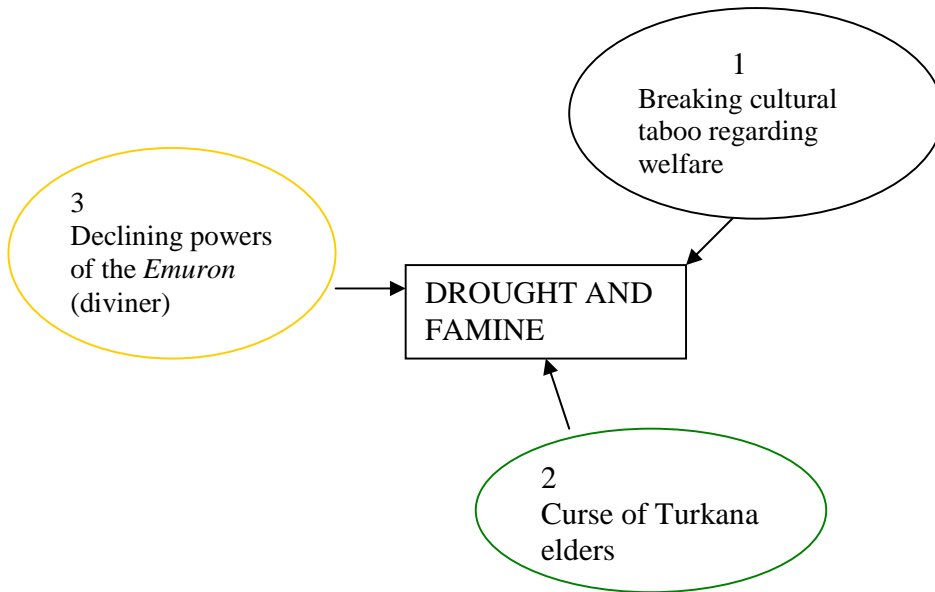 1
Breaking cultural
taboo regarding
welfare
3
Declining powers
of the Emuron
(diviner)
DROUGHT AND
FAMINE
2
Curse of Turkana
elders